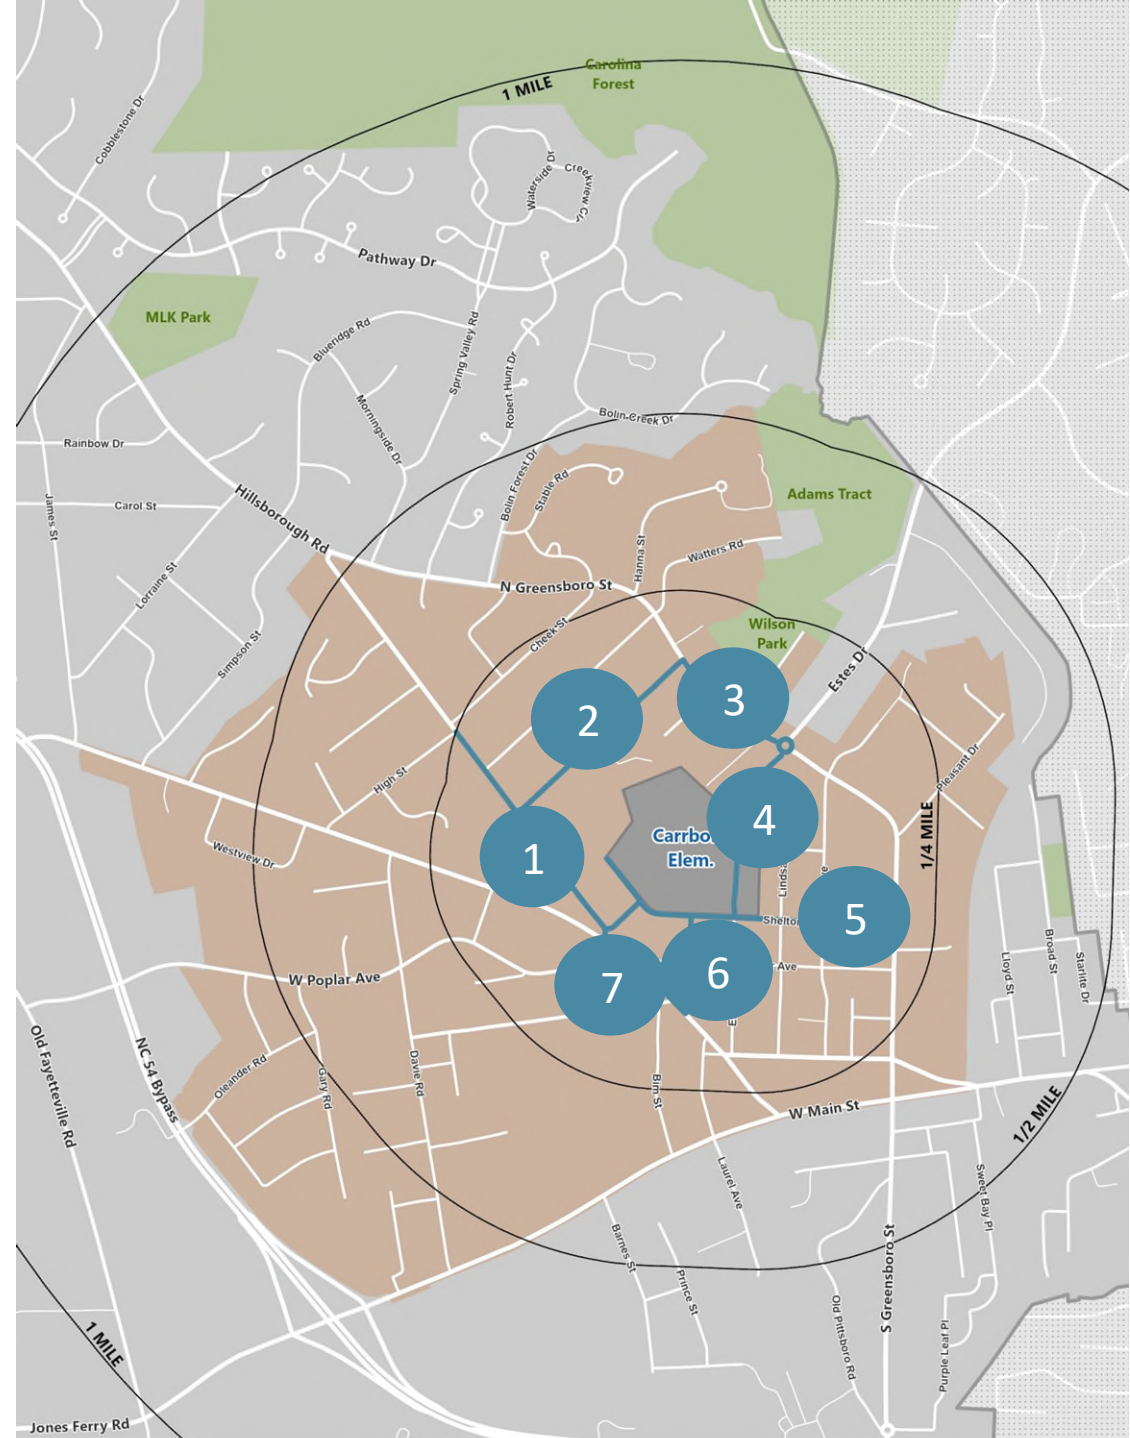 Carolina
Forest
1 MILE
Cobblestone Dr
Waterside Dr
Creekview Cir
Pathway Dr
MLK Park
Blueridge Rd
Spring Valley Rd
Robert Hunt Dr
Morningside Dr
Bolin Creek Dr
Rainbow Dr
Bolin Forest Dr
Stable Rd
Adams Tract
James St
Carol St
Hillsborough Rd
Hanna St
Watters Rd
N Greensboro St
Lorraine St
Cheek St
Wilson
Park
Simpson St
Estes Dr
2
3
High St
Pleasant Dr
4
1/4 MILE
Carrbo
Elem.
1
Westview Dr
Lindsa
5
Shelto
Lloyd St
Broad St
Starlite Dr
W Poplar Ave
7
6
Ave
Old Fayetteville Rd
NC 54 Bypass
Oleander Rd
Gary Rd
Davie Rd
Bim St
W Main St
1/2 MILE
Laurel Ave
Sweet Bay Pl
Barnes St
Prince St
S Greensboro St
Old Pittsboro Rd
Purple Leaf Pl
1 MILE
Jones Ferry Rd